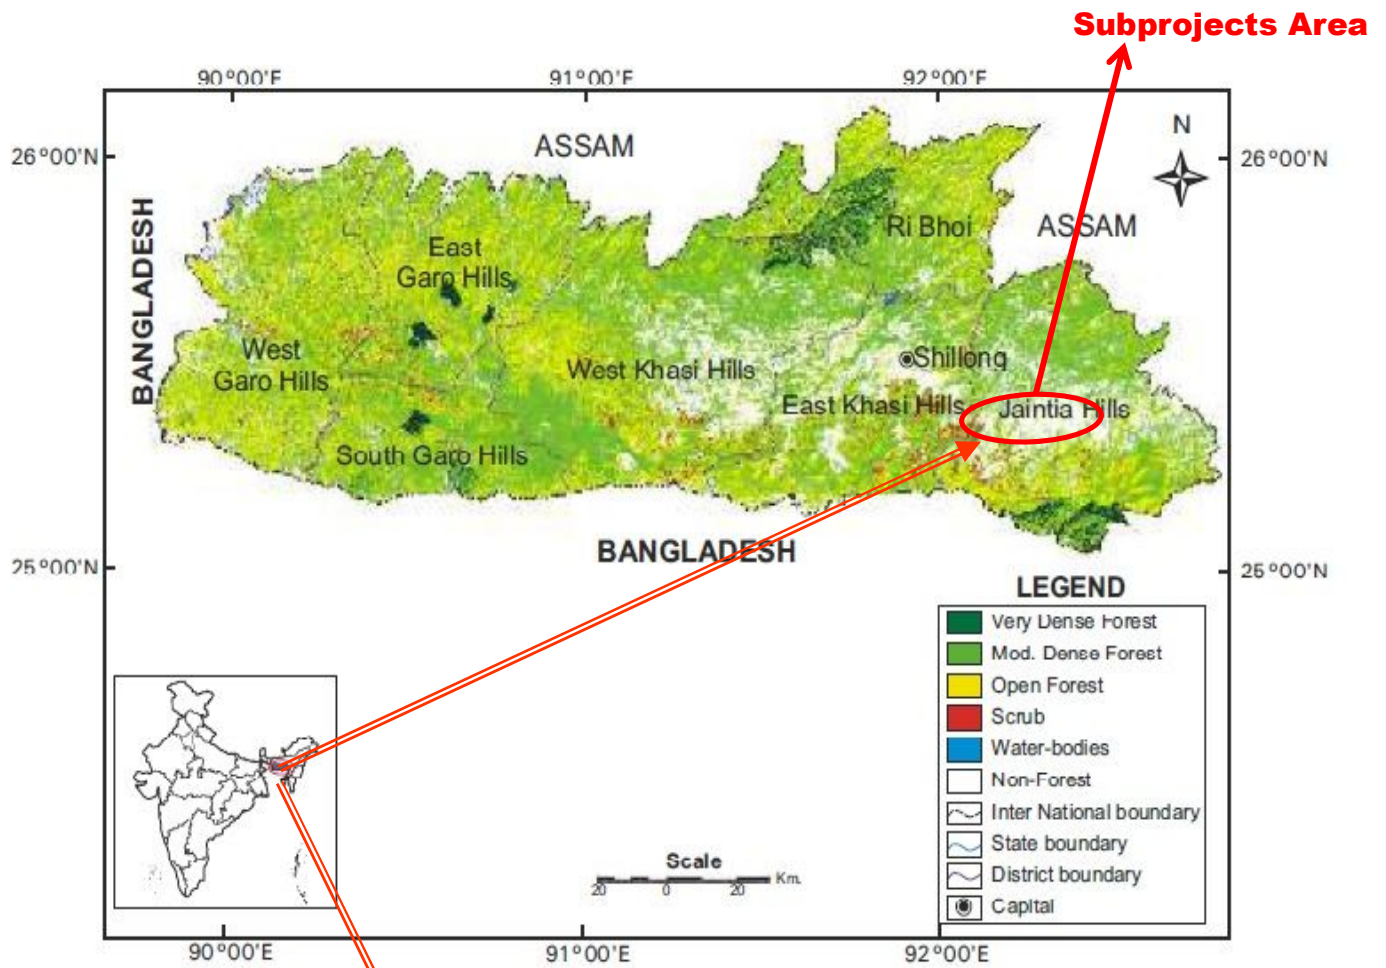 Subprojects Area
90°00'E 91°00'E 92°00'E
26°00'N
26°00'N
N
ASSAM
ASSAM
BANGLADESH
Ri Bhoi
East
Garo Hills
West
Garo Hills
West Khasi Hills
Shillong
East Khasi Hills
Jaintia Hills
South Garo Hills
BANGLADESH
25°00'N
25°00'N
LEGEND
Very Dense Forest
Mod. Dense Forest
Open Forest
Scrub
Water-bodies
Non-Forest
Inter National boundary
State boundary
District boundary
Capital
Scale
20 0 20 Km.
90°00'E 91°00'E 92°00'E